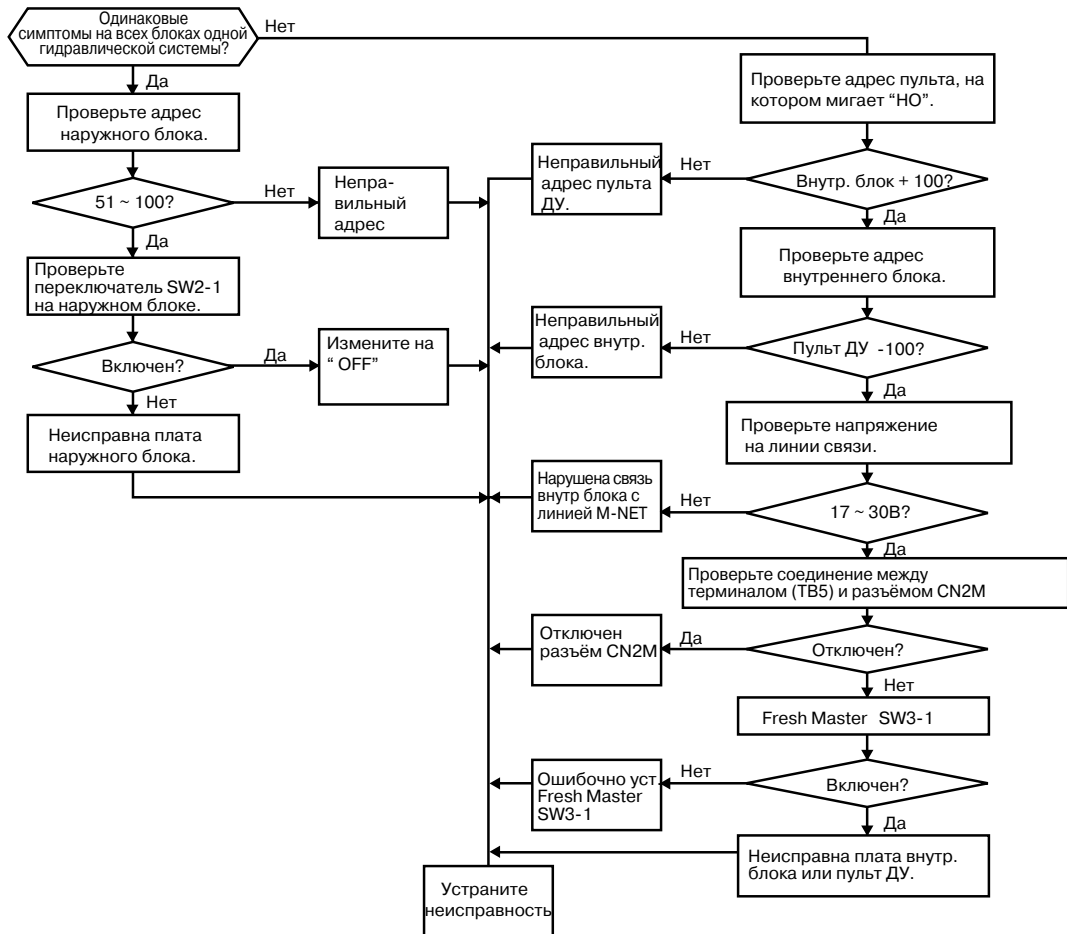 Одинаковые
симптомы на всех блоках одной
гидравлической системы?
Нет
Да
Проверьте адрес
наружного блока.
51 ~ 100?
Нет
Непра-
вильный
адрес
Да
Проверьте
переключатель SW2-1
на наружном блоке.
Включен?
Да
Измените на
“ OFF”
Нет
Неисправна плата
наружного блока.
Проверьте адрес пульта, на
котором мигает “HO”.
Внутр. блок + 100?
Нет
Неправильный
адрес пульта
ДУ.
Да
Проверьте адрес
внутреннего блока.
Пульт ДУ -100?
Нет
Неправильный
адрес внутр.
блока.
Да
Проверьте напряжение
на линии связи.
17 ~ 30В?
Нет
Нарушена связь
внутр блока с
линией M-NET
Да
Проверьте соединение между
терминалом (TB5) и разъёмом CN2M
Отключен?
Да
Отключен
разъём CN2M
Нет
Fresh Master SW3-1
Включен?
Нет
Ошибочно уст.
Fresh Master
SW3-1
Да
Неисправна плата внутр.
блока или пульт ДУ.
Устраните
неисправность